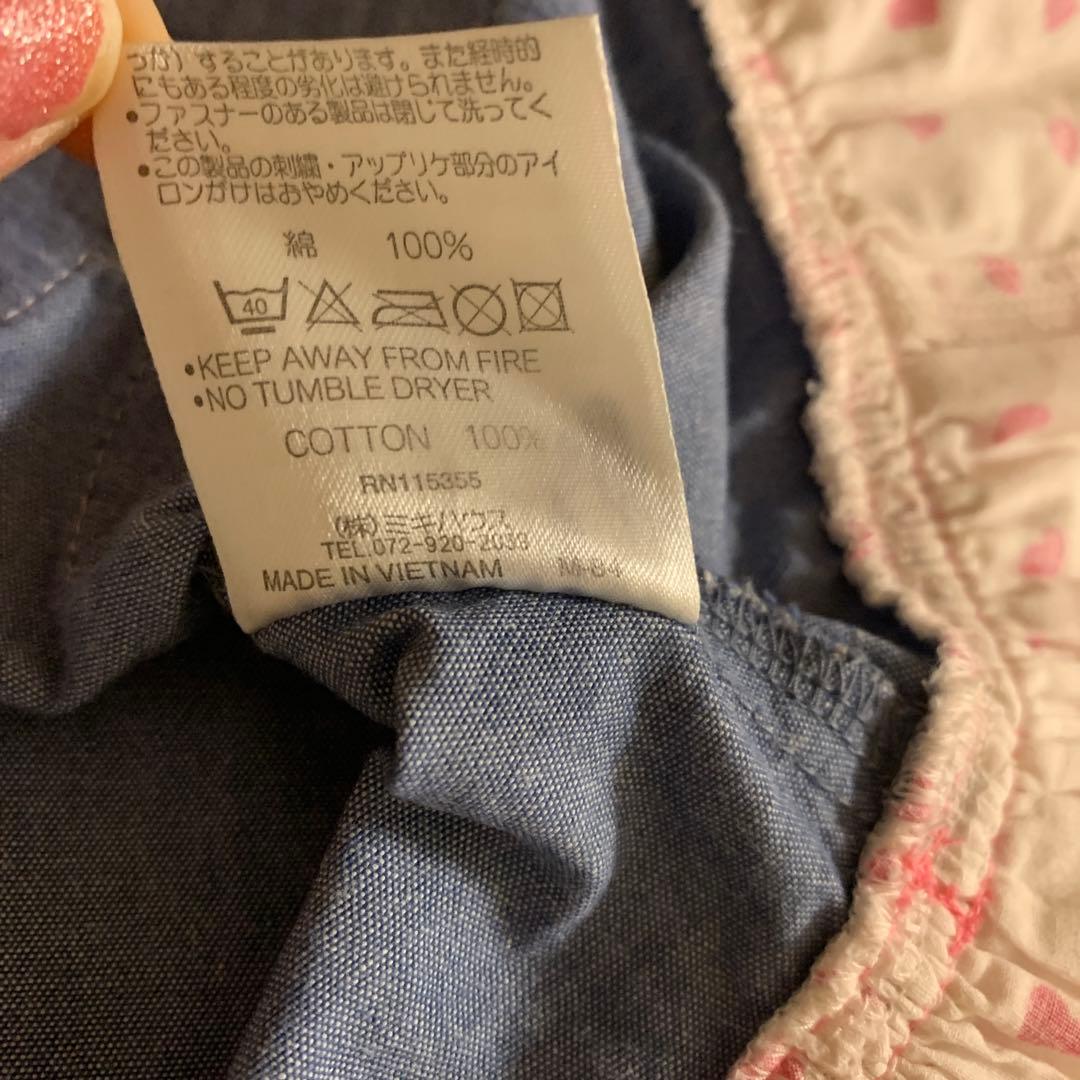 つか)することがあります。また経時的
にもある程度の劣化は避けられません。
•ファスナーのある製品は閉じて洗ってく
ださい。
•この製品の刺繍・アップリケ部分のアイ
ロンがけはおやめください。
綿 100%
40
•KEEP AWAY FROM FIRE
•NO TUMBLE DRYER
COTTON 100%
RN115355
(株)ミキハウス
TEL.072-920-2039
MADE IN VIETNAM M-84